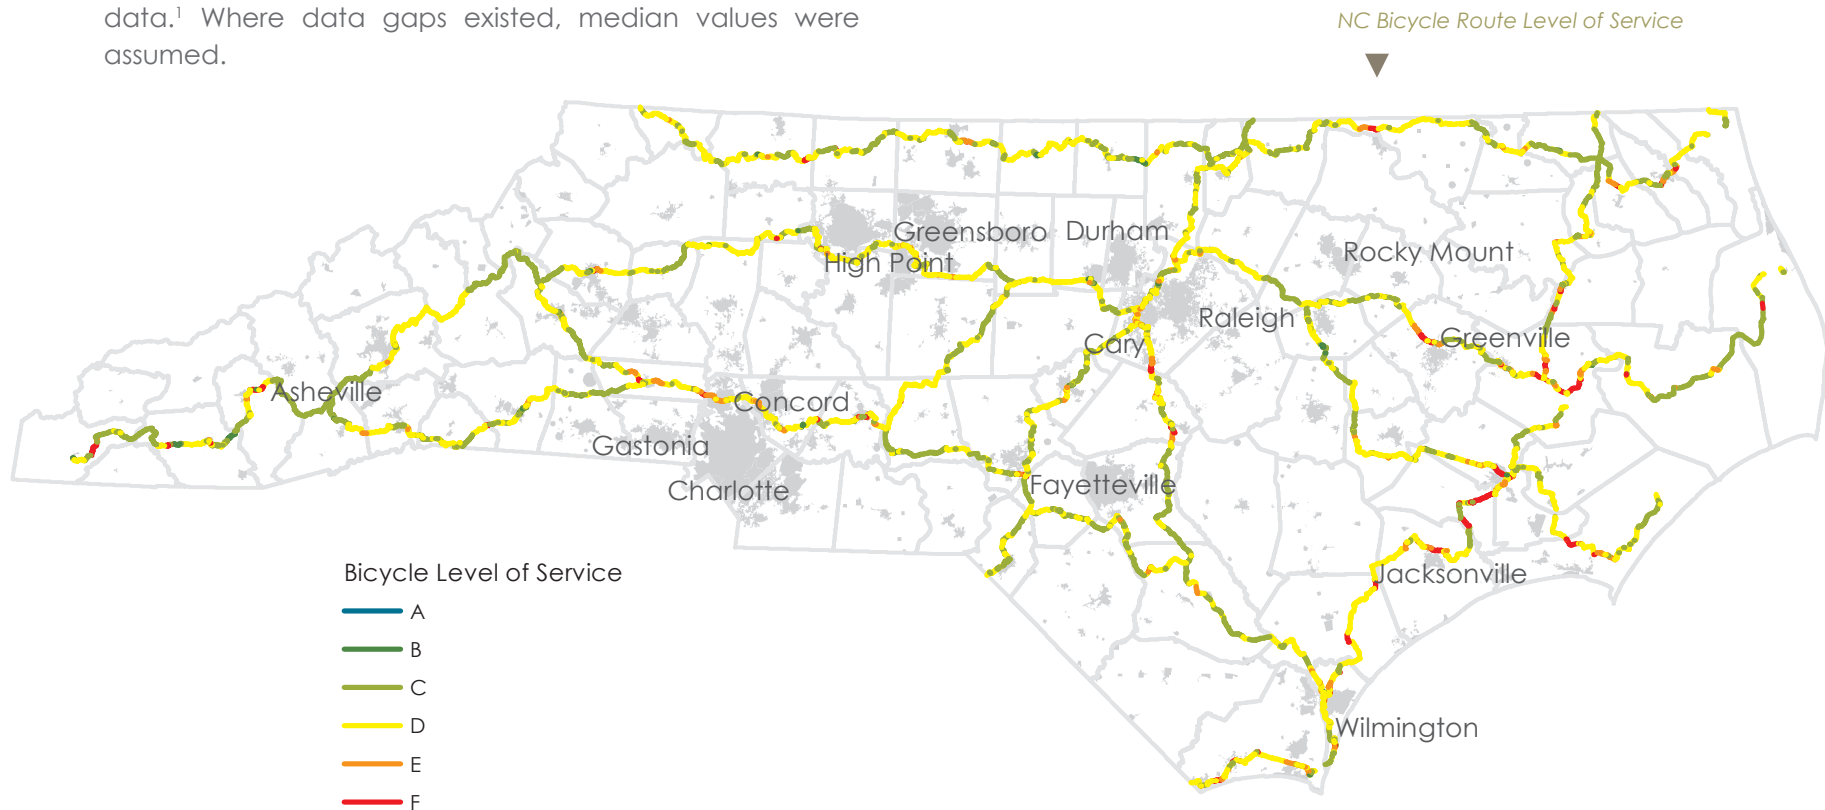 data.¹ Where data gaps existed, median values were
assumed.
NC Bicycle Route Level of Service
Greensboro
Durham
High Point
Rocky Mount
Raleigh
Cary
Greenville
Asheville
Concord
Gastonia
Charlotte
Fayetteville
Jacksonville
Wilmington
Bicycle Level of Service
A
B
C
D
E
F